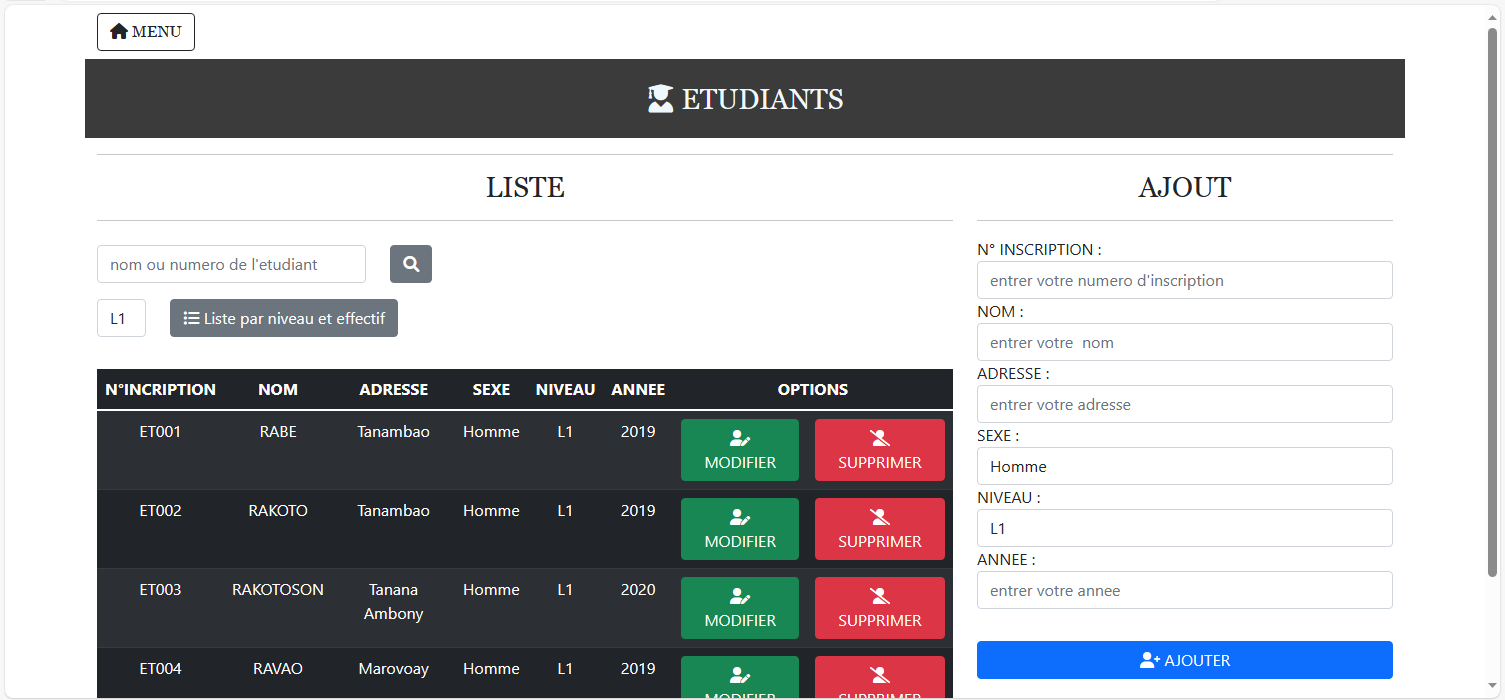 MENU
ETUDIANTS
LISTE
nom ou numero de l'etudiant
L1
Liste par niveau et effectif
N°INCRIPTION NOM ADRESSE SEXE NIVEAU ANNEE OPTIONS
ET001 RABE Tanambao Homme L1 2019 MODIFIER SUPPRIMER
ET002 RAKOTO Tanambao Homme L1 2019 MODIFIER SUPPRIMER
ET003 RAKOTOSON Tanana Ambony Homme L1 2020 MODIFIER SUPPRIMER
ET004 RAVAO Marovoay Homme L1 2019 MODIFIER SUPPRIMER
AJOUT
N° INSCRIPTION :
entrer votre numero d'inscription
NOM :
entrer votre  nom
ADRESSE :
entrer votre adresse
SEXE :
Homme
NIVEAU :
L1
ANNEE :
entrer votre annee
AJOUTER